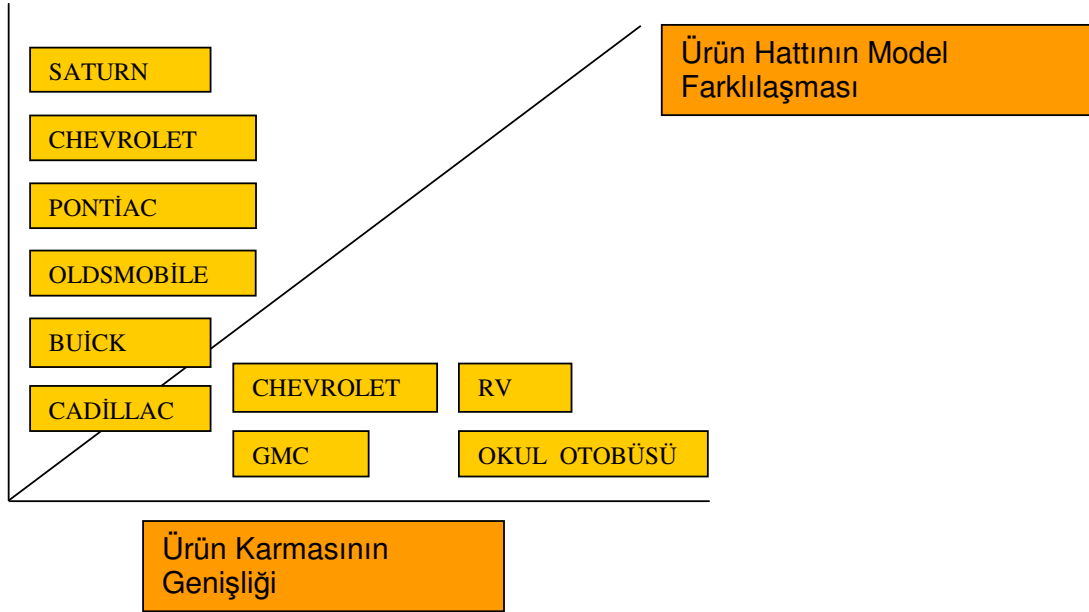 SATURN
CHEVROLET
PONTİAC
OLDSMOBİLE
BUİCK
CADİLLAC
CHEVROLET
RV
GMC
OKUL OTOBÜSÜ
Ürün Hattının Model
Farklılaşması
Ürün Karmasının
Genişliği